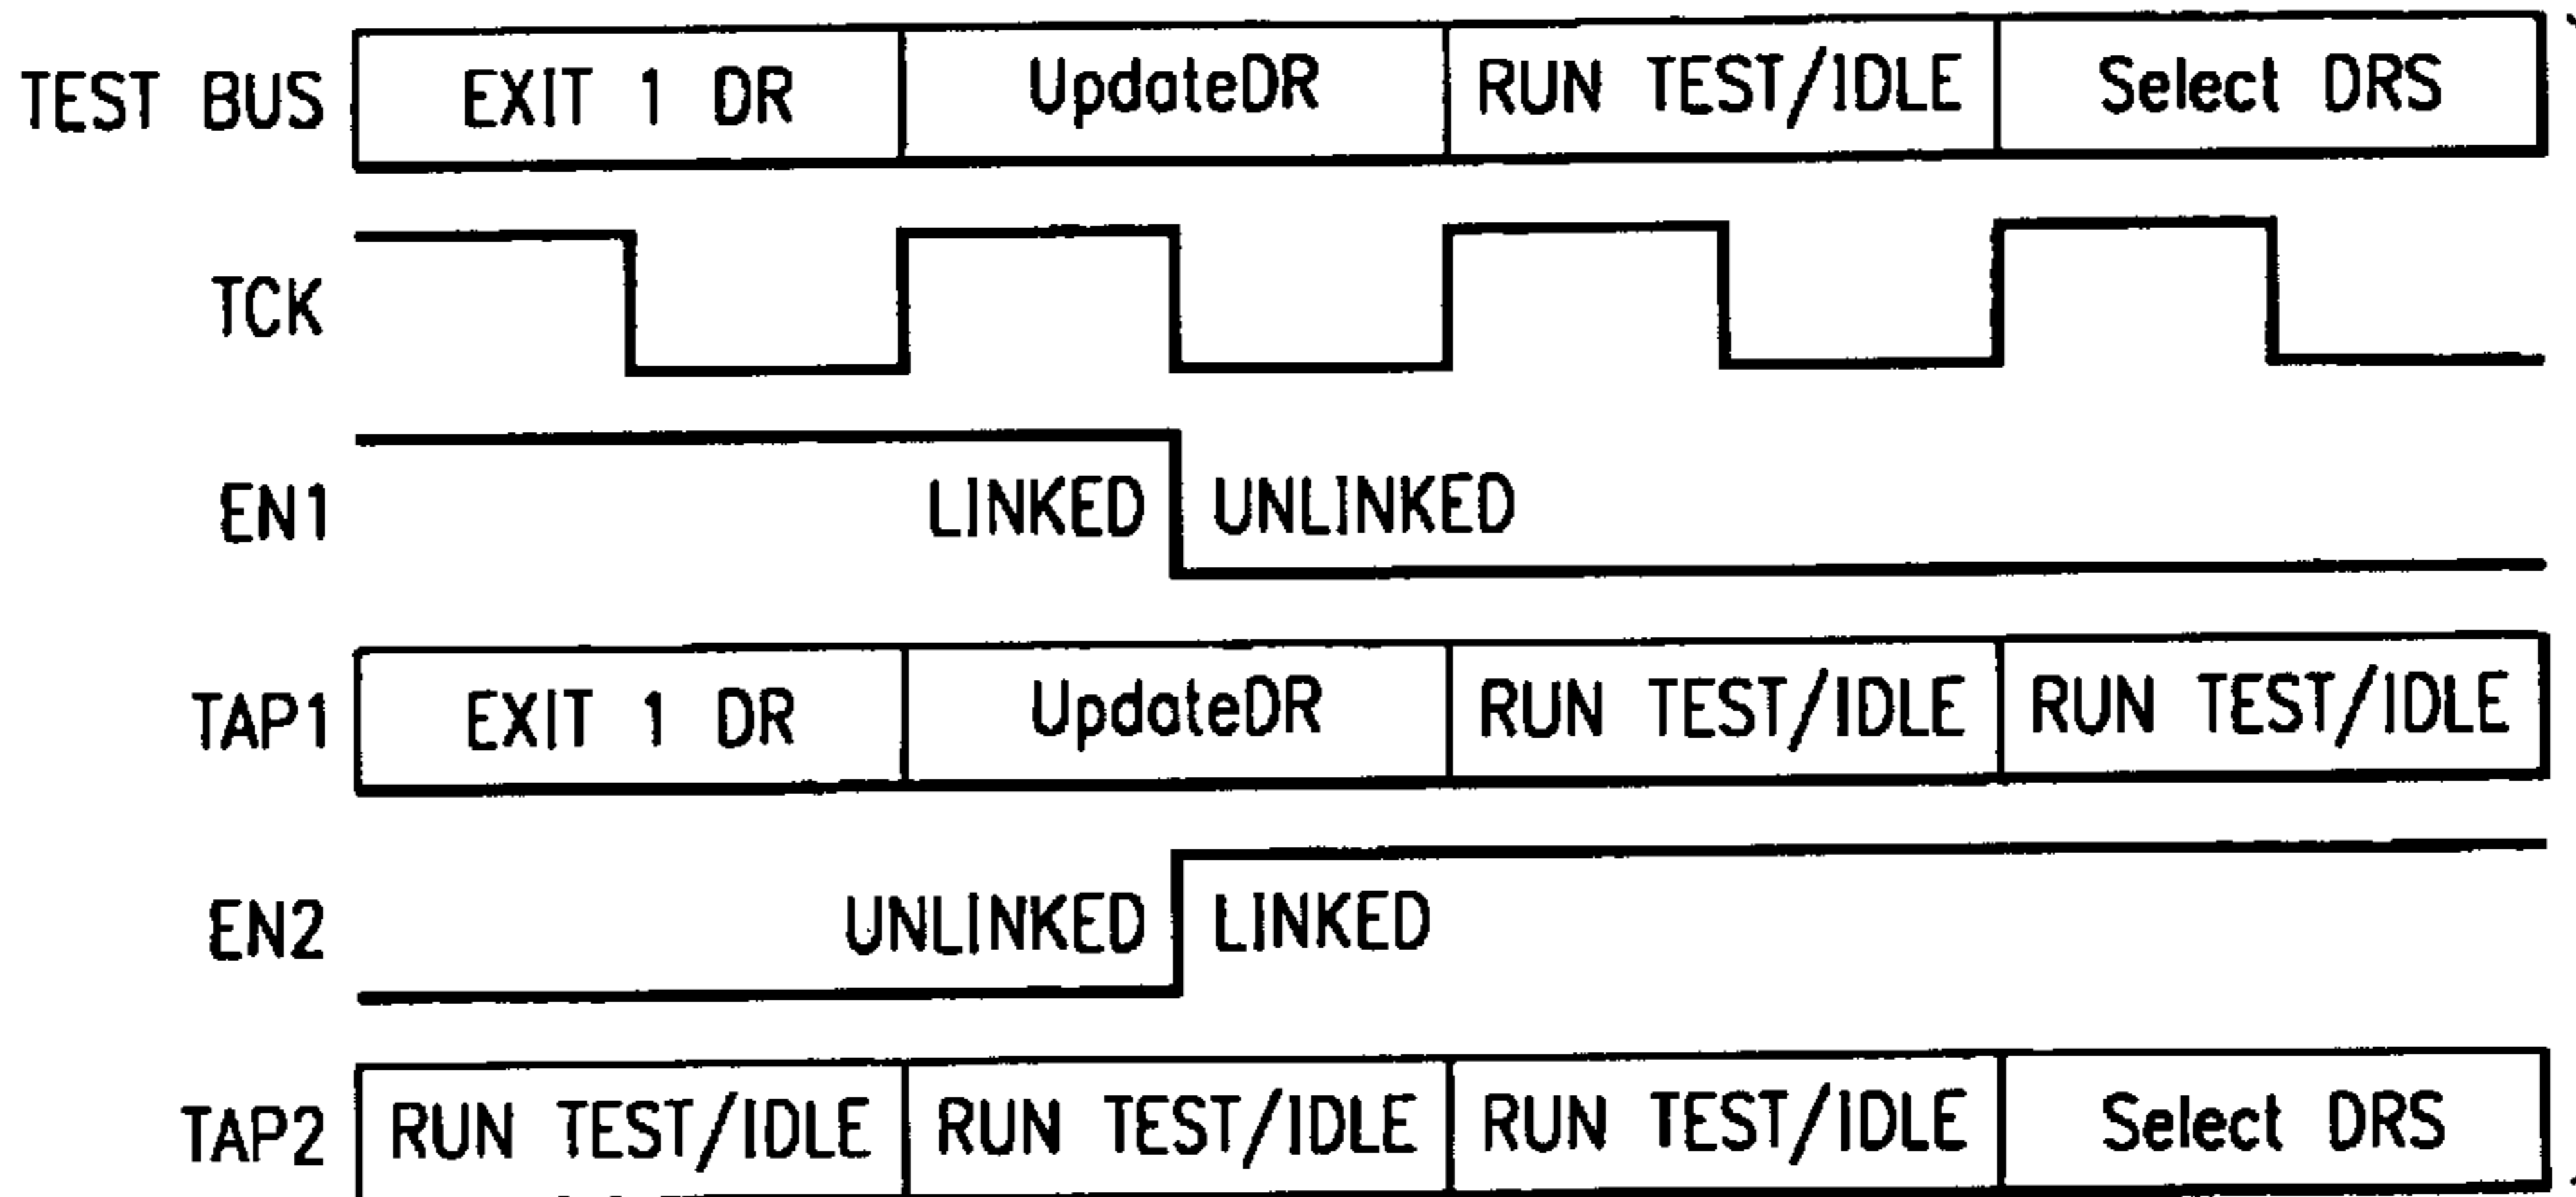 TEST BUS EXIT 1 DR UpdateDR RUN TEST/IDLE Select DRS
TCK
EN1 LINKED UNLINKED
TAP1 EXIT 1 DR UpdateDR RUN TEST/IDLE RUN TEST/IDLE
EN2 UNLINKED LINKED
TAP2 RUN TEST/IDLE RUN TEST/IDLE RUN TEST/IDLE Select DRS